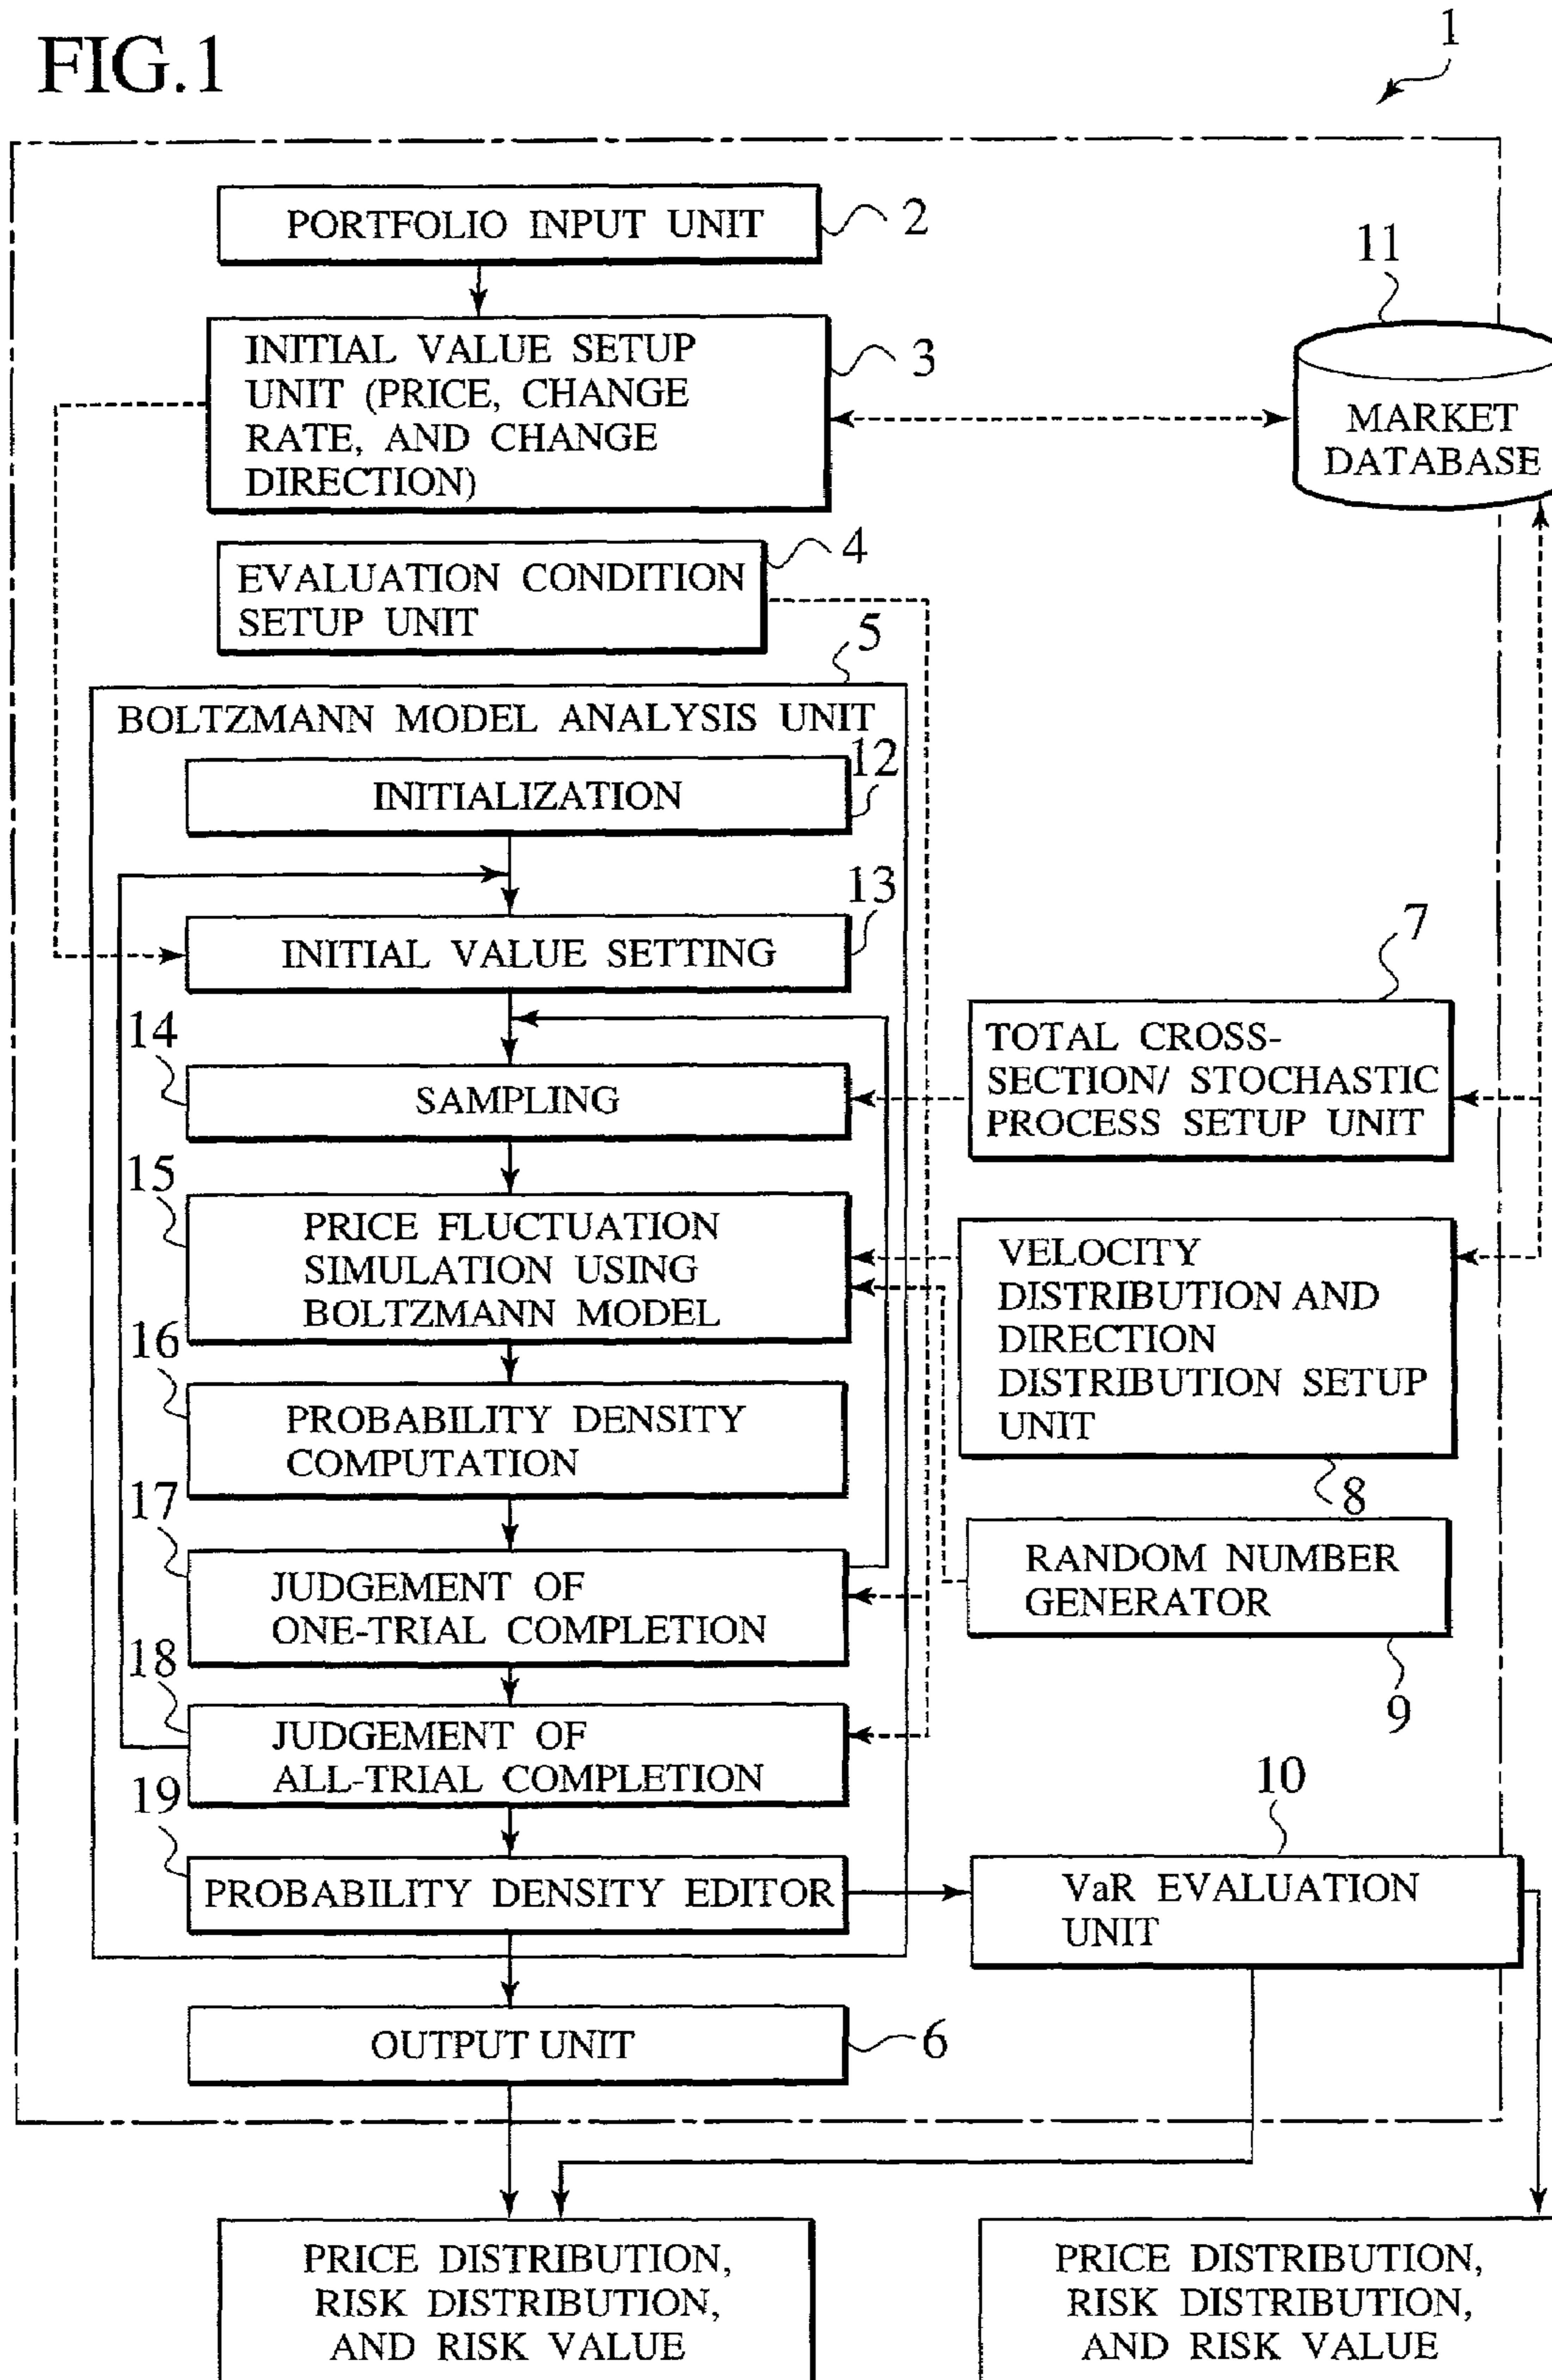 FIG.1
1
PORTFOLIO INPUT UNIT
2
11
INITIAL VALUE SETUP
UNIT (PRICE, CHANGE
RATE, AND CHANGE
DIRECTION)
3
MARKET
DATABASE
4
EVALUATION CONDITION
SETUP UNIT
5
BOLTZMANN MODEL ANALYSIS UNIT
12
INITIALIZATION
13
INITIAL VALUE SETTING
7
14
SAMPLING
TOTAL CROSS-
SECTION/ STOCHASTIC
PROCESS SETUP UNIT
15
PRICE FLUCTUATION
SIMULATION USING
BOLTZMANN MODEL
VELOCITY
DISTRIBUTION AND
DIRECTION
DISTRIBUTION SETUP
UNIT
8
16
PROBABILITY DENSITY
COMPUTATION
17
JUDGEMENT OF
ONE-TRIAL COMPLETION
RANDOM NUMBER
GENERATOR
9
18
JUDGEMENT OF
ALL-TRIAL COMPLETION
19
PROBABILITY DENSITY EDITOR
10
VaR EVALUATION
UNIT
OUTPUT UNIT
6
PRICE DISTRIBUTION,
RISK DISTRIBUTION,
AND RISK VALUE
PRICE DISTRIBUTION,
RISK DISTRIBUTION,
AND RISK VALUE